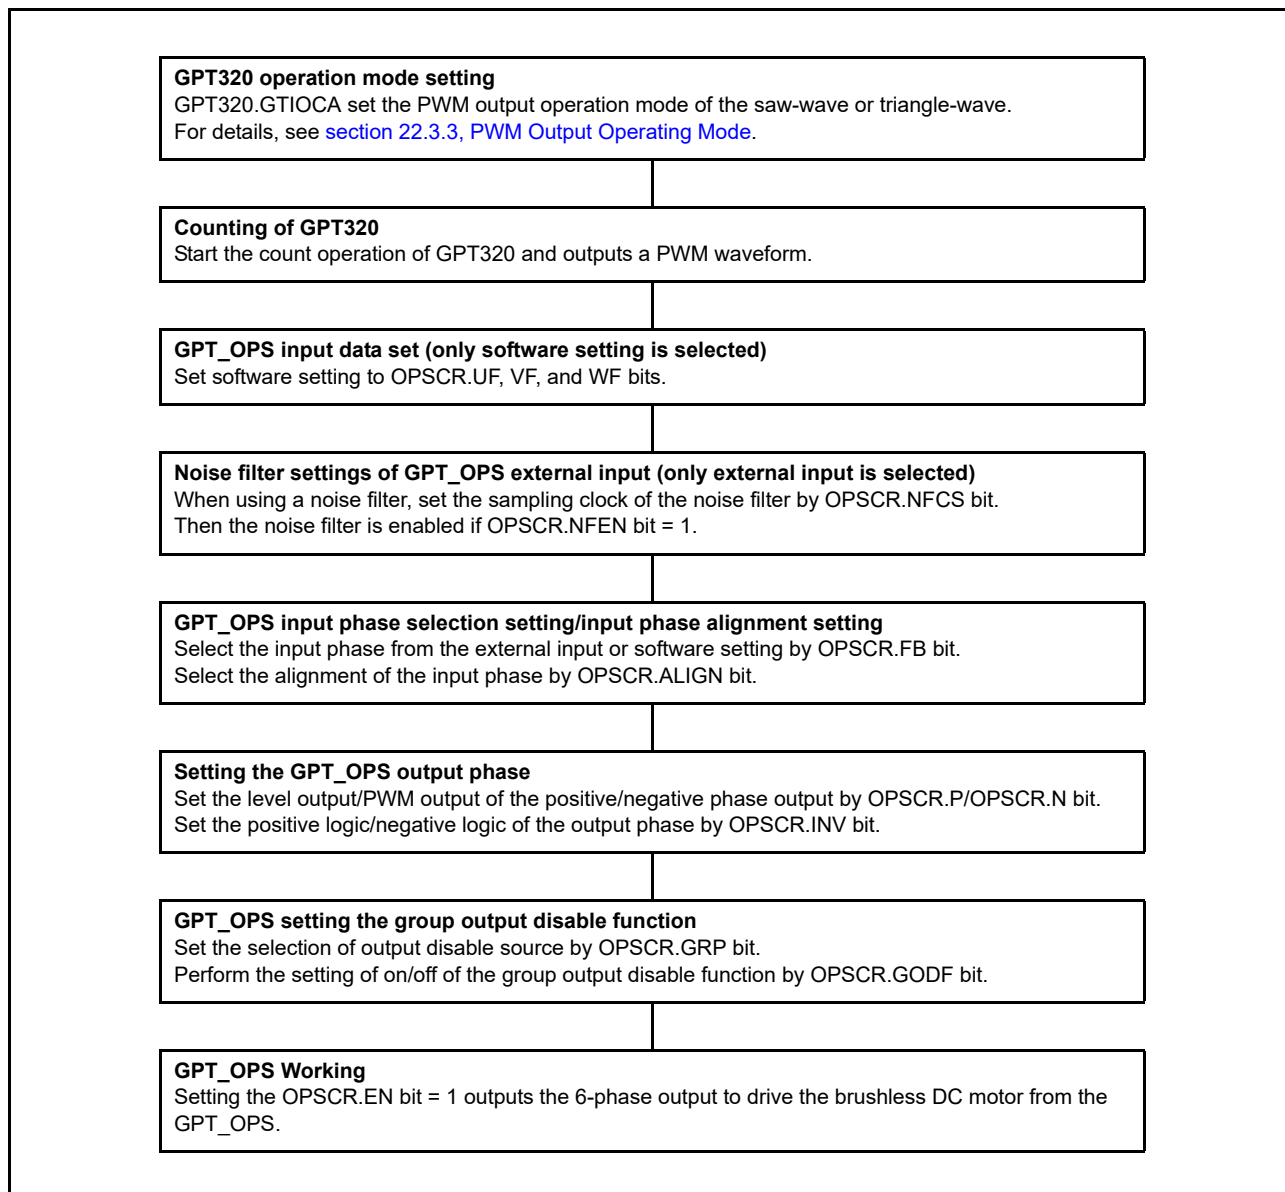 GPT320 operation mode setting
GPT320.GTIOCA set the PWM output operation mode of the saw-wave or triangle-wave.
For details, see section 22.3.3, PWM Output Operating Mode.
Counting of GPT320
Start the count operation of GPT320 and outputs a PWM waveform.
GPT_OPS input data set (only software setting is selected)
Set software setting to OPSCR.UF, VF, and WF bits.
Noise filter settings of GPT_OPS external input (only external input is selected)
When using a noise filter, set the sampling clock of the noise filter by OPSCR.NFCS bit.
Then the noise filter is enabled if OPSCR.NFEN bit = 1.
GPT_OPS input phase selection setting/input phase alignment setting
Select the input phase from the external input or software setting by OPSCR.FB bit.
Select the alignment of the input phase by OPSCR.ALIGN bit.
Setting the GPT_OPS output phase
Set the level output/PWM output of the positive/negative phase output by OPSCR.P/OPSCR.N bit.
Set the positive logic/negative logic of the output phase by OPSCR.INV bit.
GPT_OPS setting the group output disable function
Set the selection of output disable source by OPSCR.GRP bit.
Perform the setting of on/off of the group output disable function by OPSCR.GODF bit.
GPT_OPS Working
Setting the OPSCR.EN bit = 1 outputs the 6-phase output to drive the brushless DC motor from the
GPT_OPS.